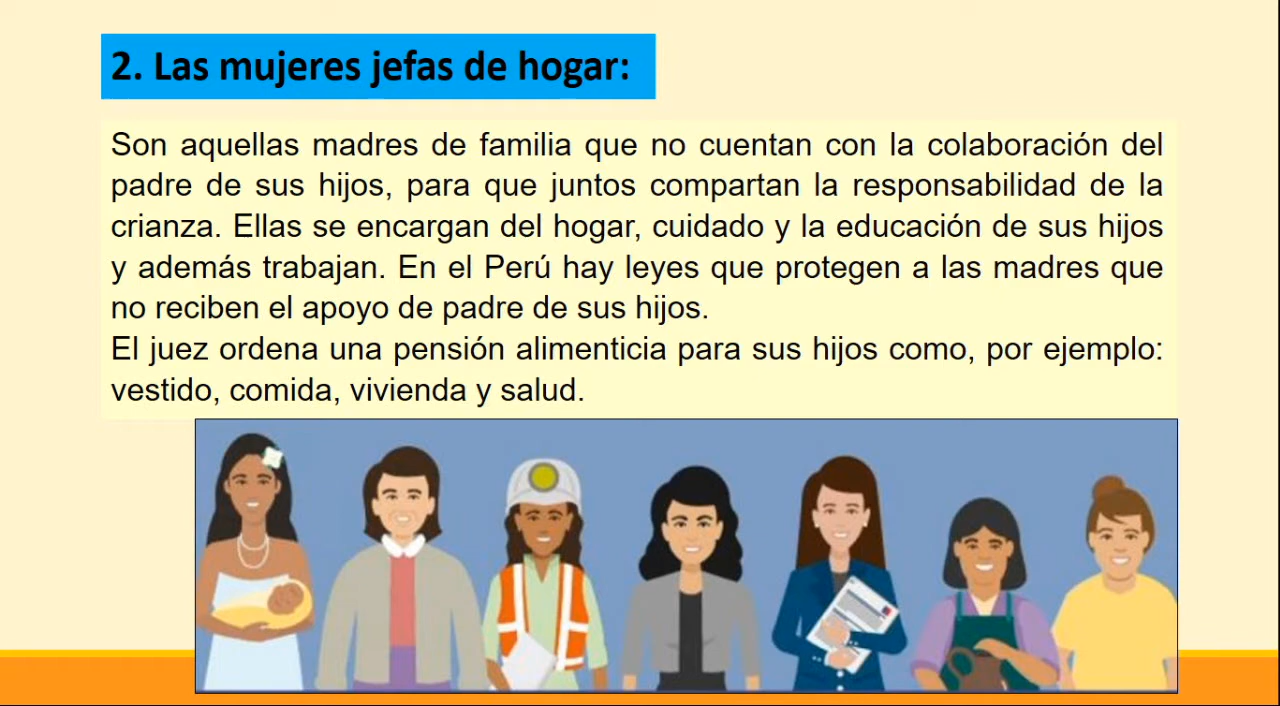 2. Las mujeres jefas de hogar:
Son aquellas madres de familia que no cuentan con la colaboración del
padre de sus hijos, para que juntos compartan la responsabilidad de la
crianza. Ellas se encargan del hogar, cuidado y la educación de sus hijos
y además trabajan. En el Perú hay leyes que protegen a las madres que
no reciben el apoyo de padre de sus hijos.
El juez ordena una pensión alimenticia para sus hijos como, por ejemplo:
vestido, comida, vivienda y salud.